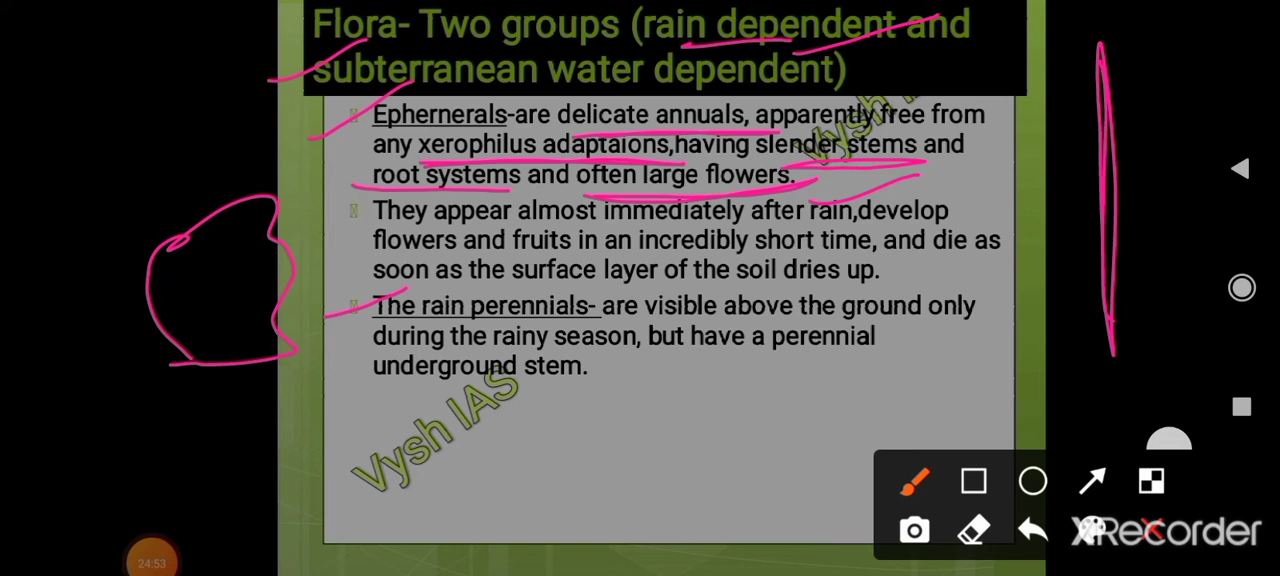 Flora- Two groups (rain dependent and
subterranean water dependent)
Ephernerals-are delicate annuals, apparently free from
any xerophilus adaptaions,having slender stems and
root systems and often large flowers.
They appear almost immediately after rain,develop
flowers and fruits in an incredibly short time, and die as
soon as the surface layer of the soil dries up.
The rain perennials- are visible above the ground only
during the rainy season, but have a perennial
underground stem.
Vysh IAS
Vysh IAS
XRecorder
24:53